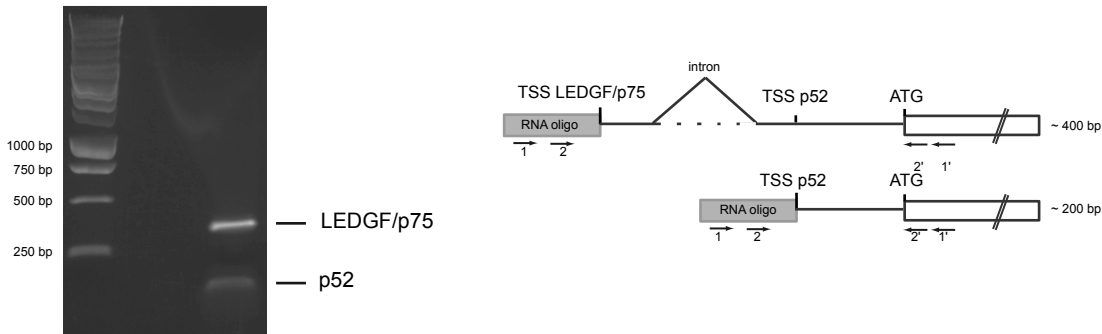 1000 bp
750 bp
500 bp
250 bp
LEDGF/p75
p52
intron
TSS LEDGF/p75
TSS p52
ATG
RNA oligo
~ 400 bp
1
2
2'
1'
TSS p52
ATG
RNA oligo
~ 200 bp
1
2
2'
1'